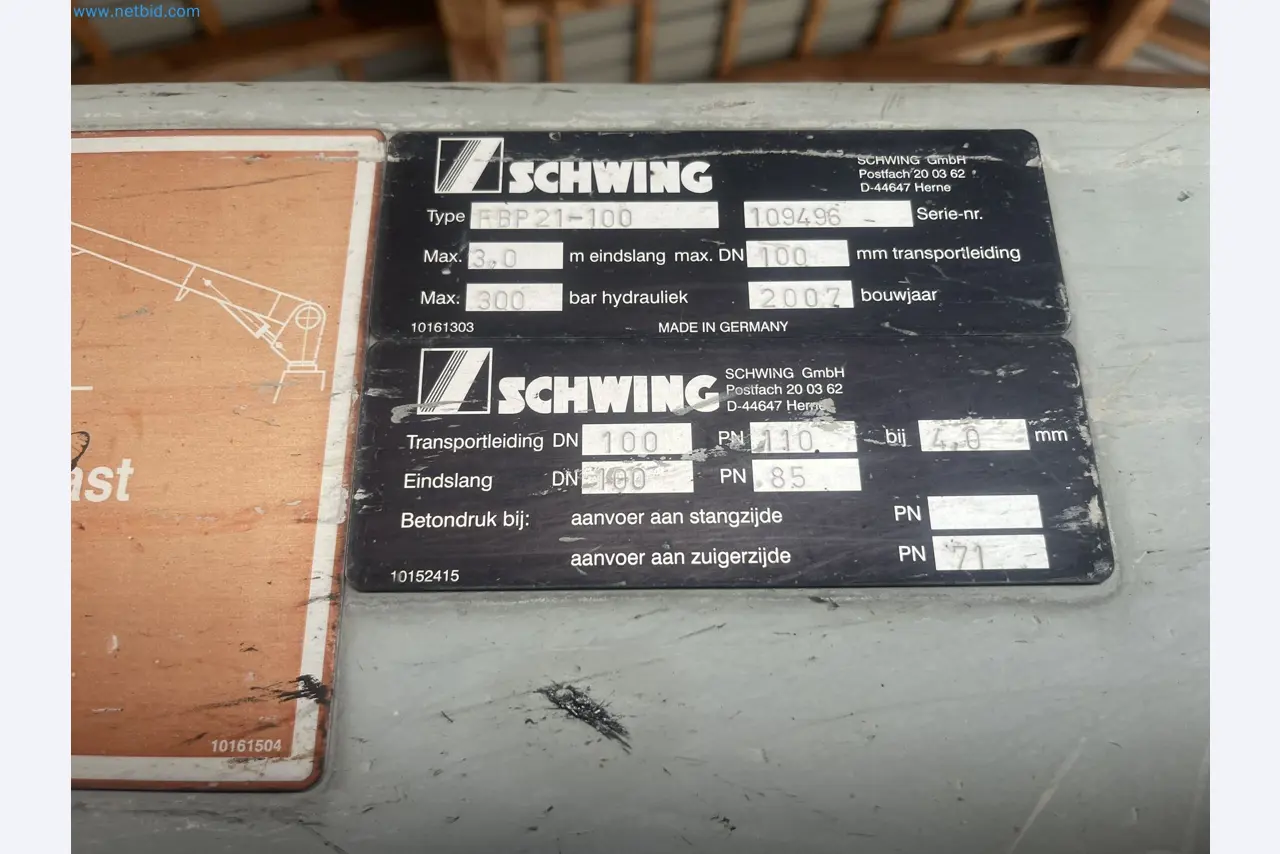 www.netbid.com
SCHWING
SCHWING GmbH
Postfach 20 03 62
D-44647 Herne
Type FBP21-100 109496 Serie-nr.
Max. 3,0 m eindslang max. DN 100 mm transportleiding
Max. 300 bar hydrauliek 2007 bouwjaar
10161303 MADE IN GERMANY
SCHWING
SCHWING GmbH
Postfach 20 03 62
D-44647 Herne
Transportleiding DN 100 PN 110 bij 4,0 mm
Eindslang DN 100 PN 85
Betondruk bij: aanvoer aan stangzijde PN
aanvoer aan zuigerzijde PN 71
10152415
ast
10161504